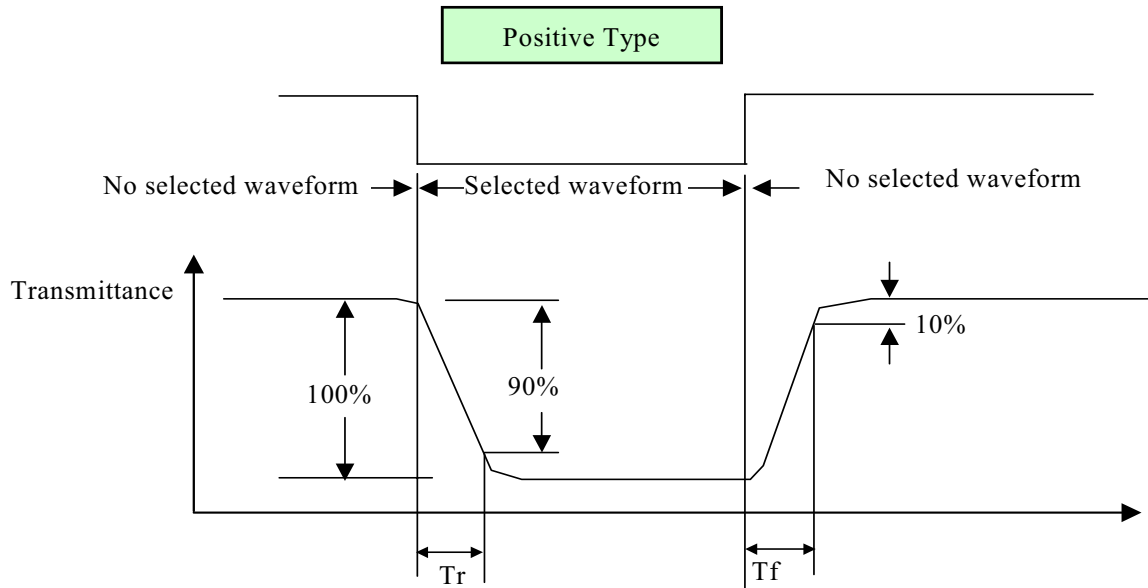 Positive Type
No selected waveform
Selected waveform
No selected waveform
Transmittance
10%
100%
90%
Tr
Tf